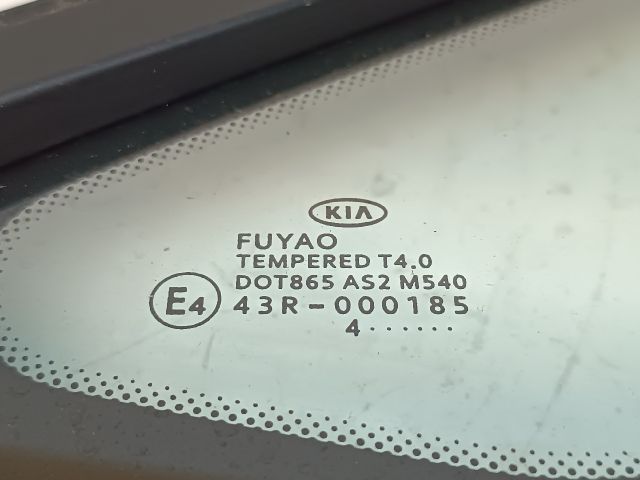 KIA
FUYAO
TEMPERED T4.0
DOT865 AS2 M540
E4 43R-000185
4······